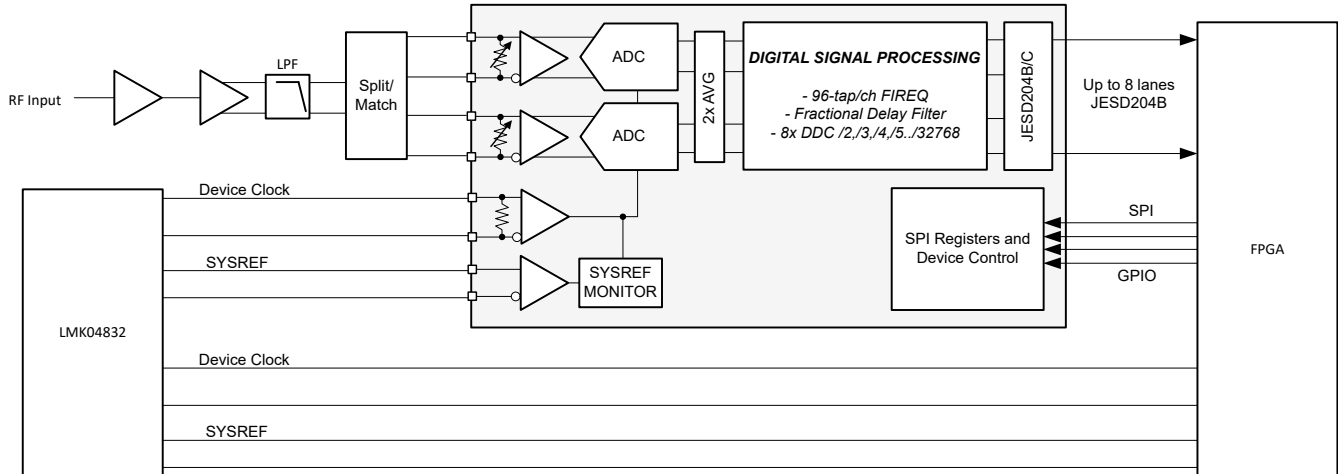 RF Input
LPF
Split/
Match
ADC
ADC
2x AVG
DIGITAL SIGNAL PROCESSING
- 96-tap/ch FIREQ
- Fractional Delay Filter
- 8x DDC /2,/3,/4,/5../32768
JESD204B/C
Up to 8 lanes
JESD204B
Device Clock
SYSREF
SYSREF
MONITOR
SPI Registers and
Device Control
SPI
GPIO
FPGA
LMK04832
Device Clock
SYSREF